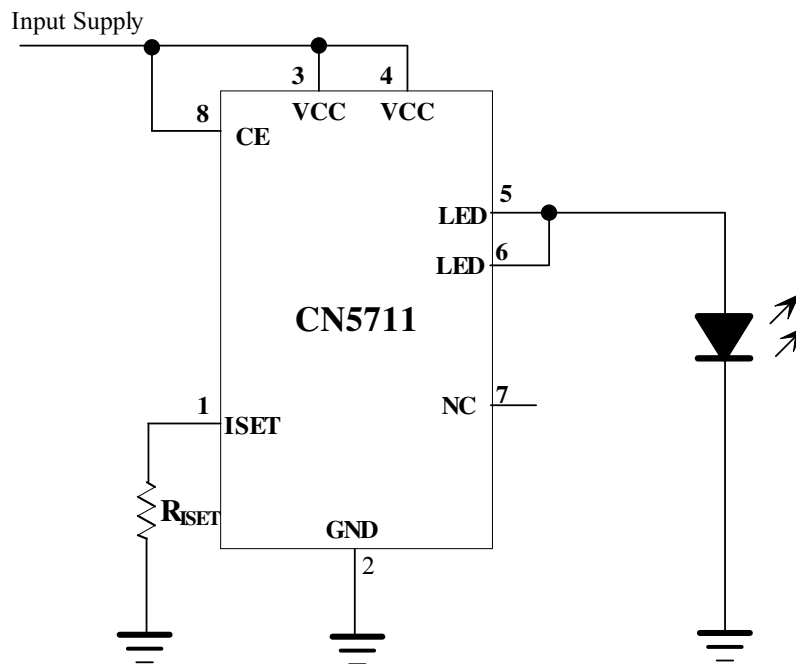 Input Supply
3
4
VCC
VCC
8
CE
5
LED
6
LED
CN5711
7
NC
1
ISET
RISET
GND
2